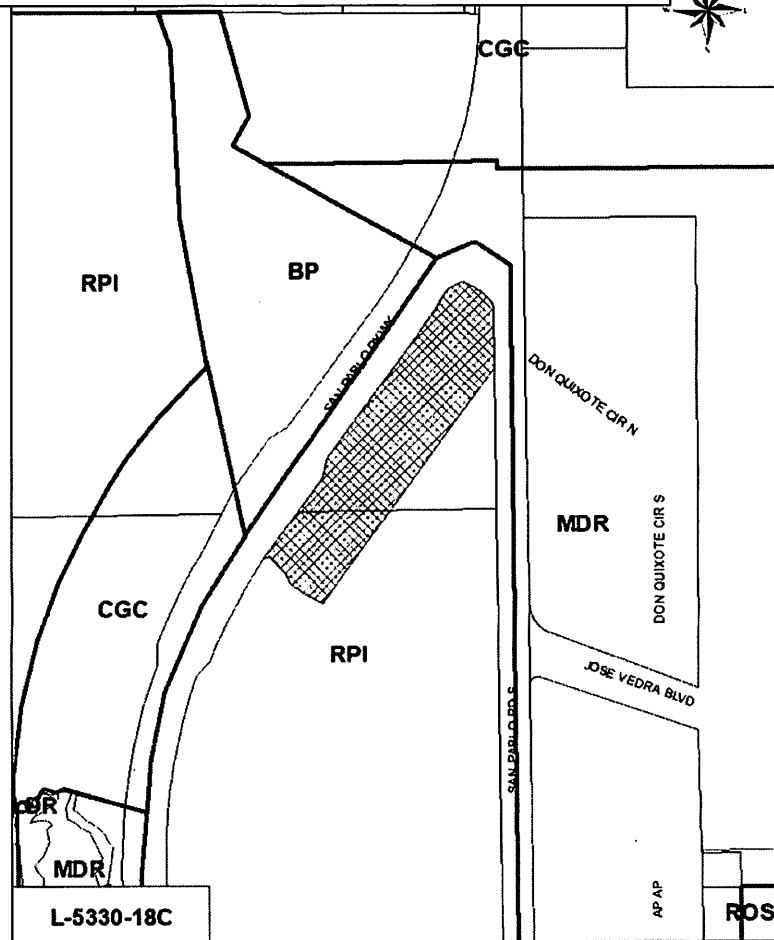 CGC
RPI
BP
SAN PABLO PKWY
DON QUIXOTE CIR N
MDR
DON QUIXOTE CIR S
CGC
RPI
JOSE VEDRA BLVD
SAN PABLO RD S
MDR
AP AP
ROS
L-5330-18C